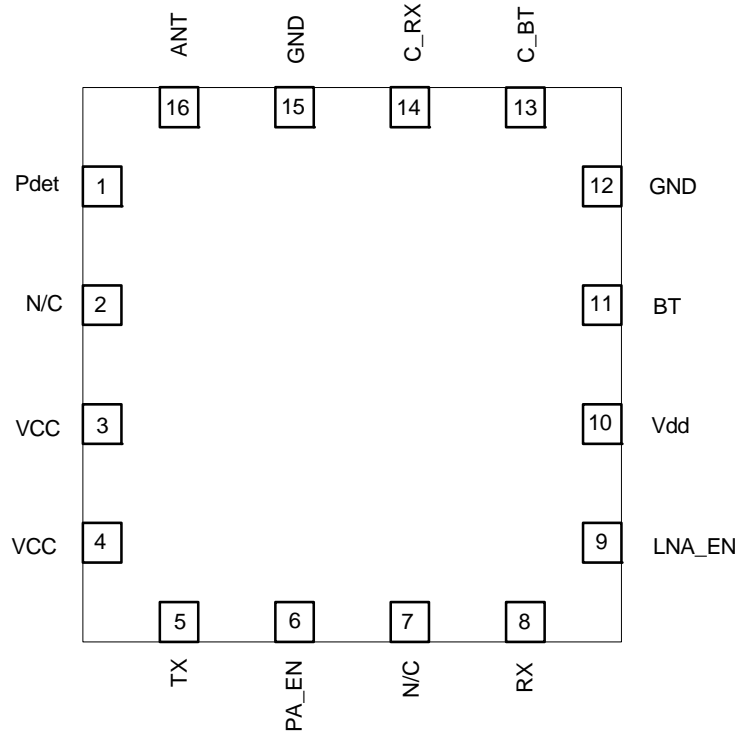 ANT
GND
C_RX
C_BT
16
15
14
13
Pdet
1
12
GND
N/C
2
11
BT
VCC
3
10
Vdd
VCC
4
9
LNA_EN
5
6
7
8
TX
PA_EN
N/C
RX